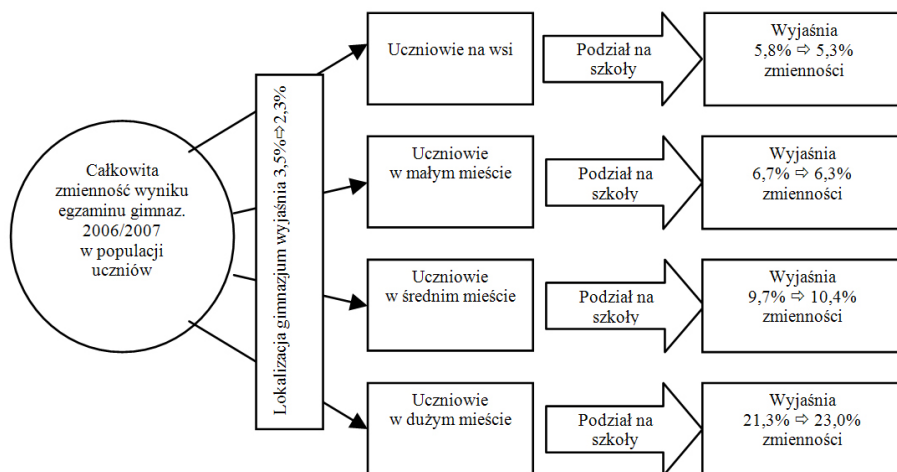 Całkowita
zmienność wyniku
egzaminu gimnaz.
2006/2007
w populacji
uczniów
Lokalizacja gimnazjum wyjaśnia 3,5%⇨2,3%
Uczniowie na wsi
Podział na
szkoły
Wyjaśnia
5,8% ⇨ 5,3%
zmienności
Uczniowie
w małym mieście
Podział na
szkoły
Wyjaśnia
6,7% ⇨ 6,3%
zmienności
Uczniowie
w średnim mieście
Podział na
szkoły
Wyjaśnia
9,7% ⇨ 10,4%
zmienności
Uczniowie
w dużym mieście
Podział na
szkoły
Wyjaśnia
21,3% ⇨ 23,0%
zmienności